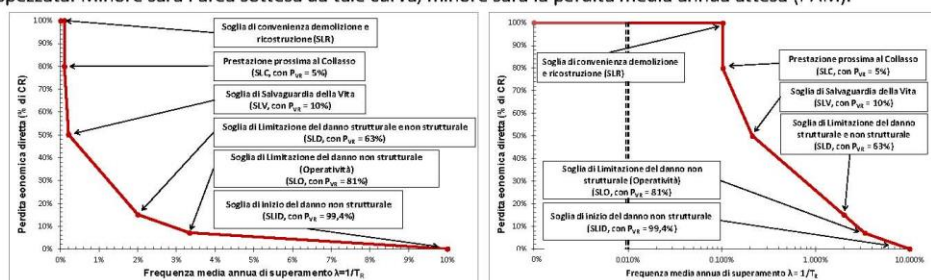 spezzata. Minore sarà l'area sottesa da tale curva, minore sarà la perdita media annua attesa (PAM).
100%
90%
80%
70%
60%
50%
40%
30%
20%
10%
0%
Perdita eonomica diretta (% di CR)
Soglia di convenienza demolizione e
ricostruzione (SLR)
Prestazione prossima al Collasso
(SLC, con PVR = 5%)
Soglia di Salvaguardia della Vita
(SLV, con PVR = 10%)
Soglia di Limitazione del danno strutturale e non strutturale
(SLD, con PVR = 63%)
Soglia di Limitazione del danno non strutturale
(Operatività)
(SLO, con PVR = 81%)
Soglia di inizio del danno non strutturale
(SLID, con PVR = 99,4%)
0% 1% 2% 3% 4% 5% 6% 7% 8% 9% 10%
Frequenza media annua di superamento λ=1/TR
100%
90%
80%
70%
60%
50%
40%
30%
20%
10%
0%
Perdita economica diretta (% di CR)
Soglia di convenienza demolizione
e ricostruzione (SLR)
Prestazione prossima al Collasso
(SLC, con PVR = 5%)
Soglia di Salvaguardia della Vita
(SLV, con PVR = 10%)
Soglia di Limitazione del danno
strutturale e non strutturale
(SLD, con PVR = 63%)
Soglia di Limitazione del danno non
strutturale (Operatività)
(SLO, con PVR = 81%)
Soglia di inizio del danno non strutturale
(SLID, con PVR = 99,4%)
0% 0.010% 0.100% 1.000% 10.000%
Frequenza media annua di superamento λ= 1/TR